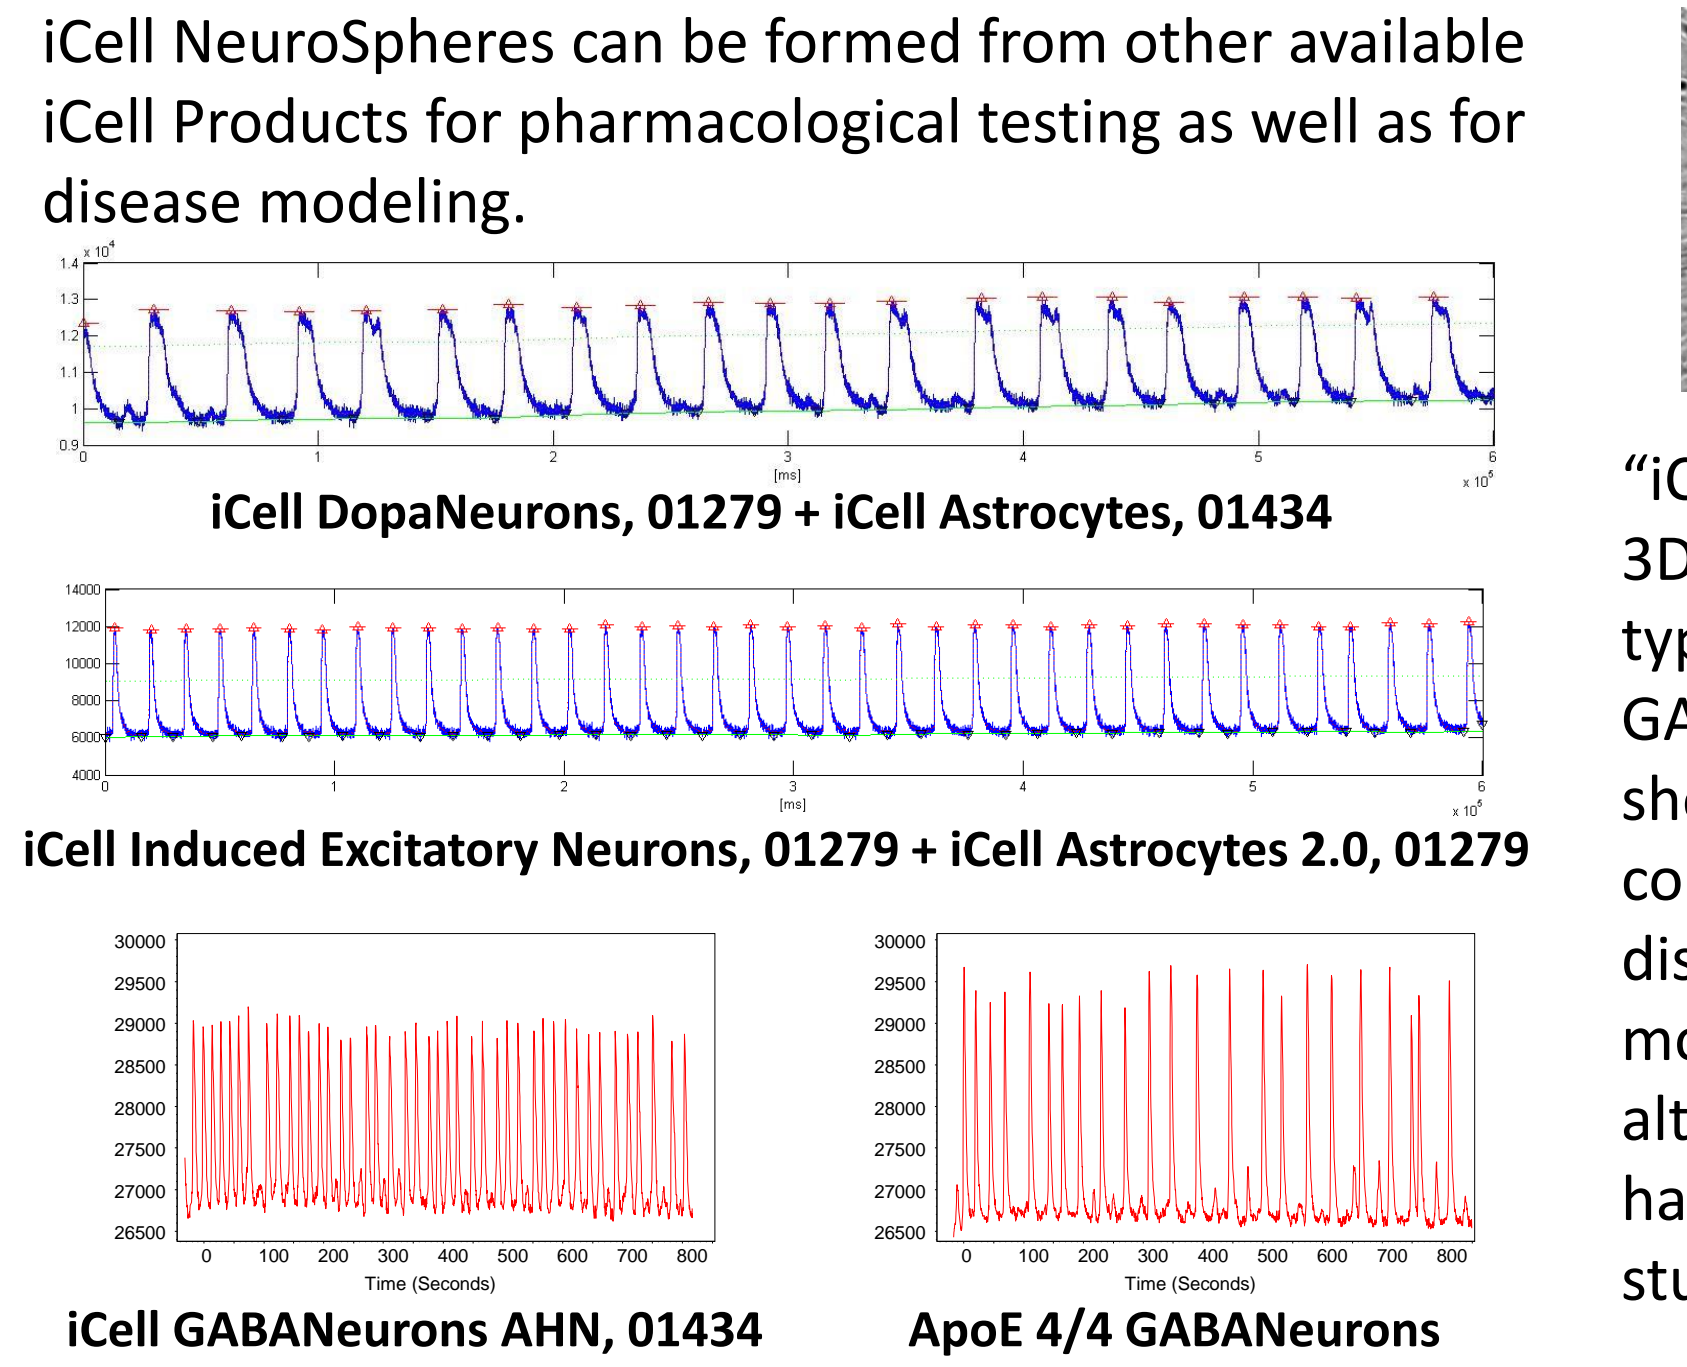 iCell NeuroSpheres can be formed from other available
iCell Products for pharmacological testing as well as for
disease modeling.
x 10⁴
1.4
1.3
1.2
1.1
1
0.9
0 1 2 3 4 5 6
[ms]
x 10⁵
iCell DopaNeurons, 01279 + iCell Astrocytes, 01434
14000
12000
10000
8000
6000
4000
0 1 2 3 4 5 6
[ms]
x 10⁵
iCell Induced Excitatory Neurons, 01279 + iCell Astrocytes 2.0, 01279
30000
29500
29000
28500
28000
27500
27000
26500
0 100 200 300 400 500 600 700 800
Time (Seconds)
iCell GABANeurons AHN, 01434
30000
29500
29000
28500
28000
27500
27000
26500
0 100 200 300 400 500 600 700 800
Time (Seconds)
ApoE 4/4 GABANeurons
3D